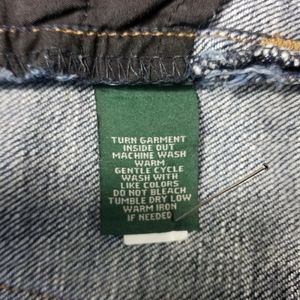 TURN GARMENT
INSIDE OUT
MACHINE WASH
WARM
GENTLE CYCLE
WASH WITH
LIKE COLORS
DO NOT BLEACH
TUMBLE DRY LOW
WARM IRON
IF NEEDED